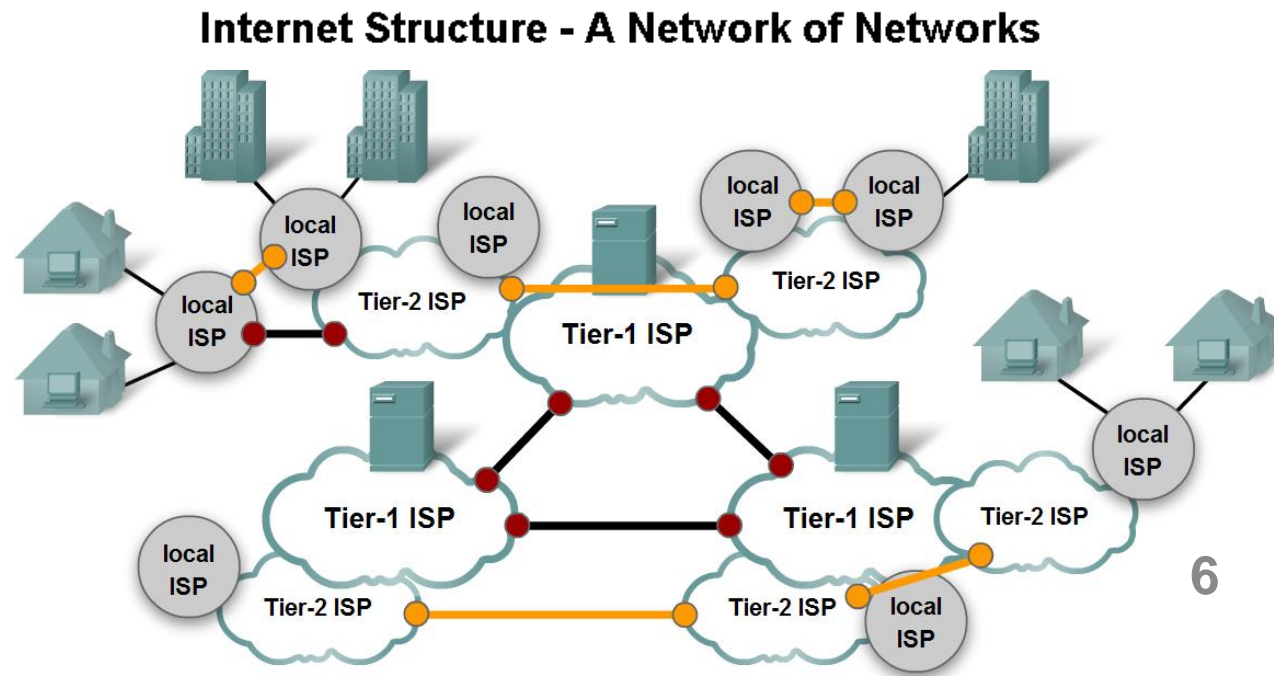 Internet Structure - A Network of Networks
local
ISP
local
ISP
local
ISP
local
ISP
local
ISP
Tier-2 ISP
Tier-2 ISP
Tier-1 ISP
local
ISP
Tier-1 ISP
Tier-1 ISP
Tier-2 ISP
local
ISP
Tier-2 ISP
Tier-2 ISP
local
ISP
6